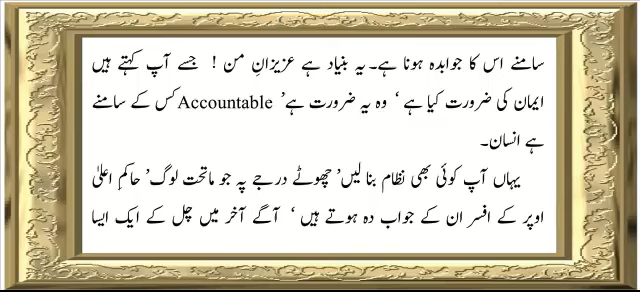 سامنے اس کا جوابدہ ہونا ہے۔ یہ بنیاد ہے عزیزانِ من ! جسے آپ کہتے ہیں
ایمان کی ضرورت کیا ہے ‘ وہ یہ ضرورت ہے’ Accountable کس کے سامنے
ہے انسان۔
یہاں آپ کوئی بھی نظام بنا لیں’ چھوٹے درجے پہ جو ماتحت لوگ’ حاکمِ اعلیٰ
اوپر کے افسر ان کے جواب دہ ہوتے ہیں ‘ آگے آخر میں چل کے ایک ایسا